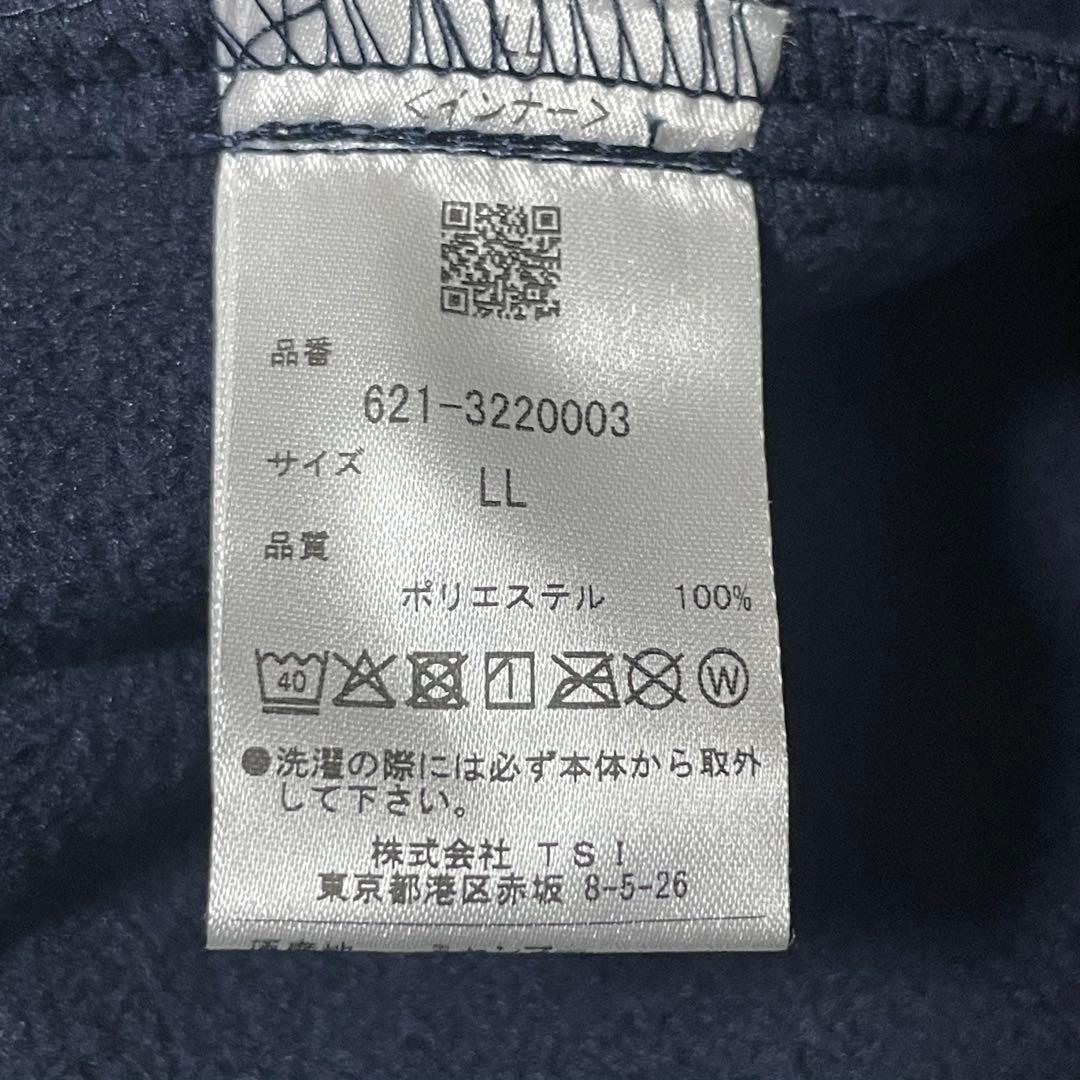 LL
<インナー>
品番
621-3220003
サイズ
LL
品質
ポリエステル 100%
40
W
●洗濯の際には必ず本体から取外
して下さい。
株式会社 TSI
東京都港区赤坂 8-5-26